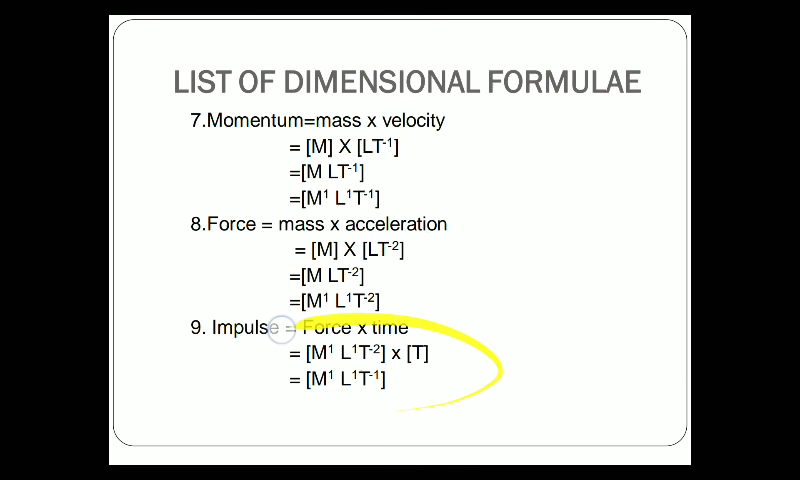 LIST OF DIMENSIONAL FORMULAE
7.Momentum=mass x velocity
= [M] X [LT⁻¹]
=[M LT⁻¹]
=[M¹ L¹T⁻¹]
8.Force = mass x acceleration
= [M] X [LT⁻²]
=[M LT⁻²]
=[M¹ L¹T⁻²]
9. Impulse = Force x time
= [M¹ L¹T⁻²] x [T]
= [M¹ L¹T⁻¹]